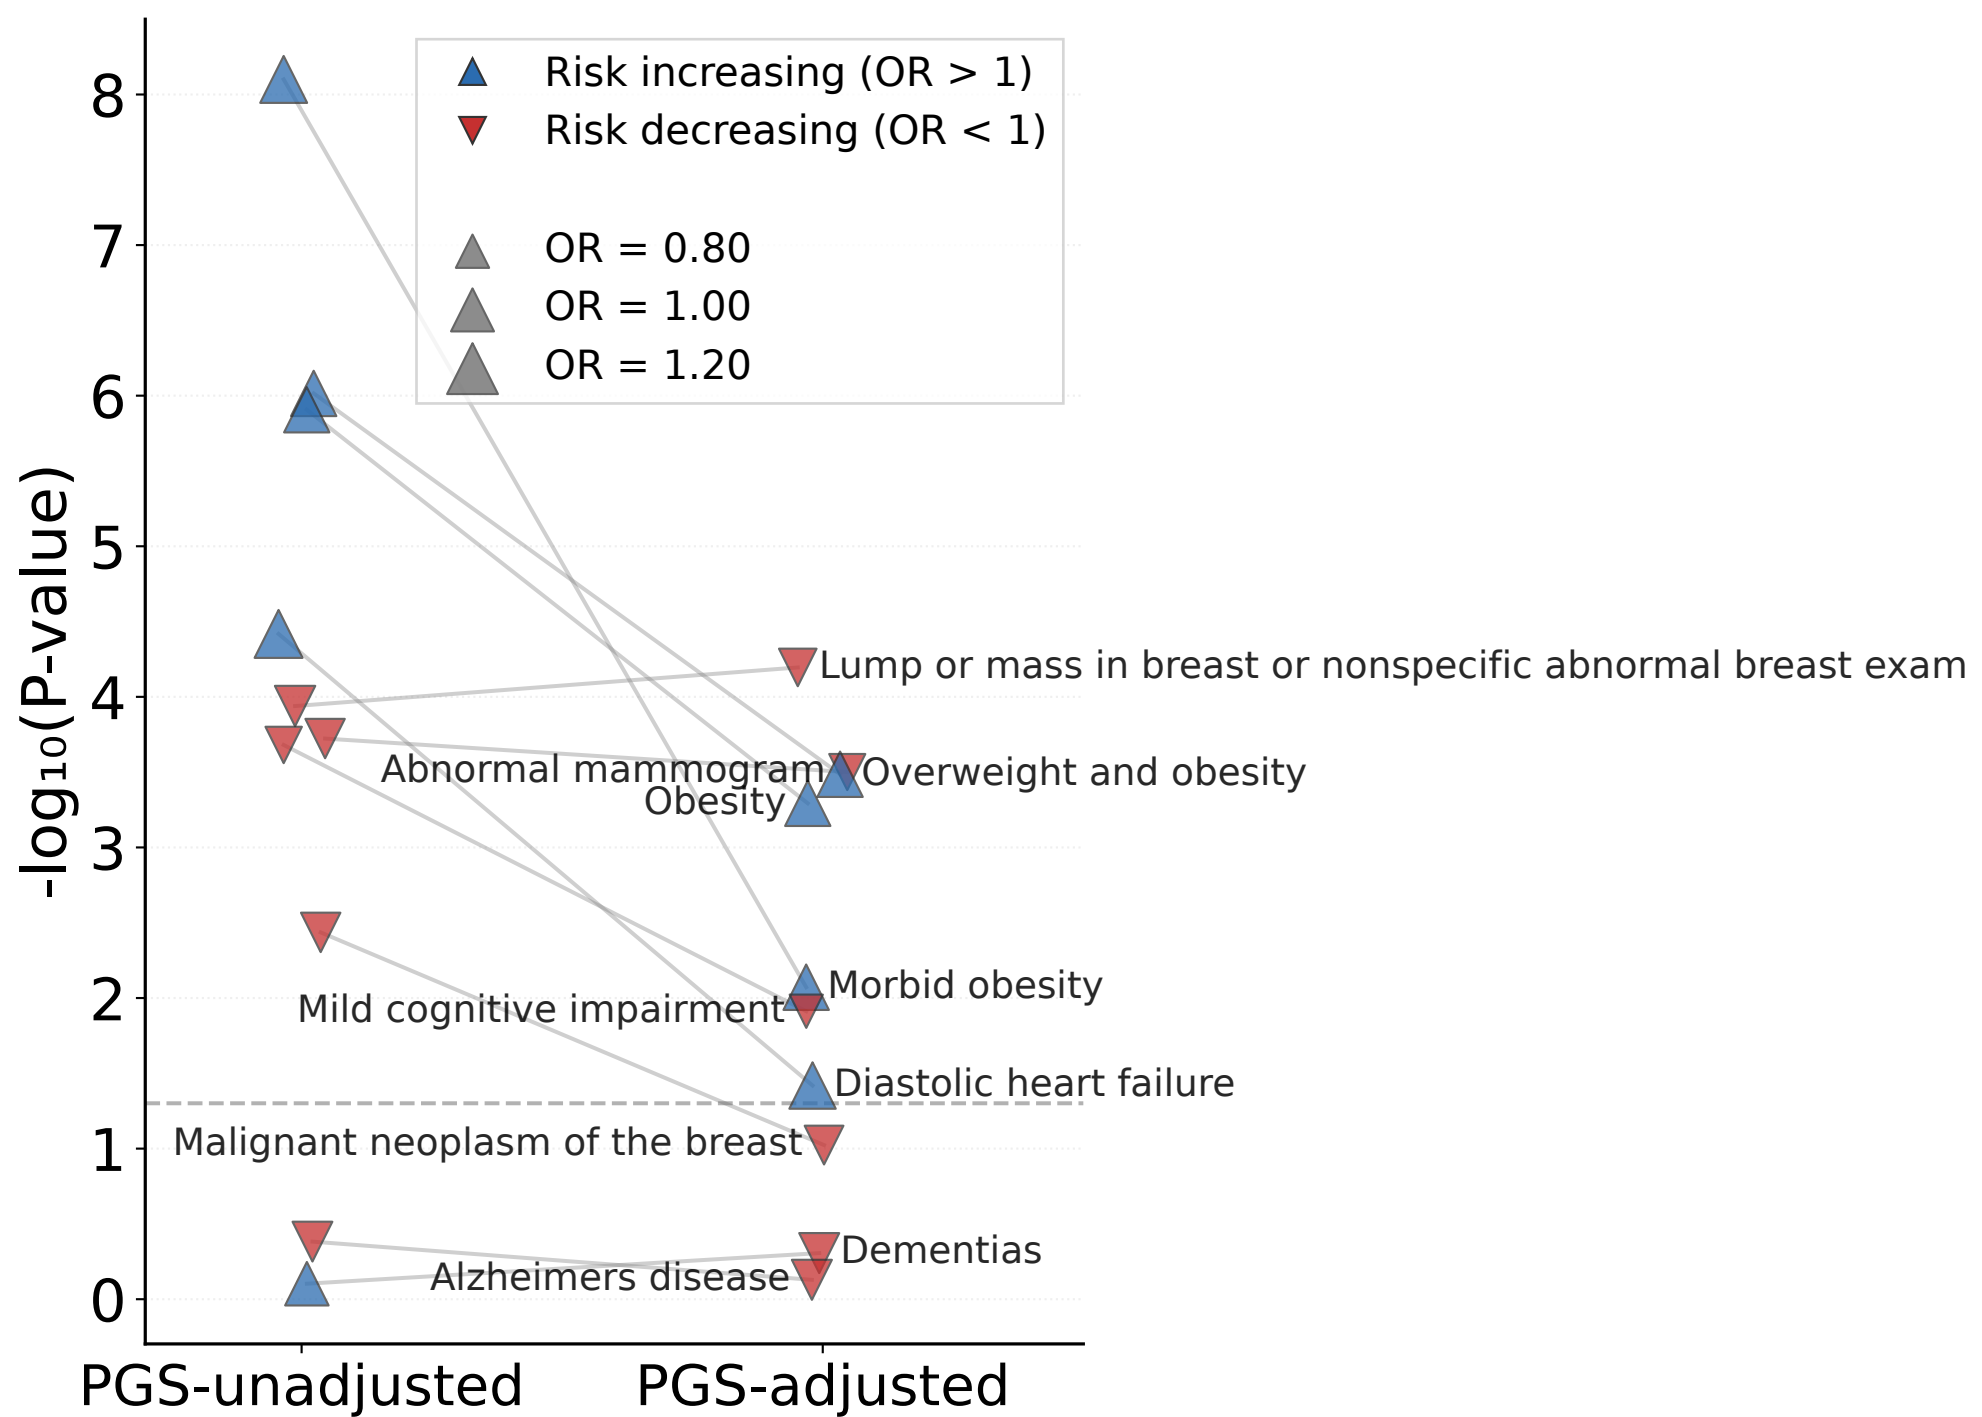 Risk increasing (OR > 1)
Risk decreasing (OR < 1)
OR = 0.80
OR = 1.00
OR = 1.20
-log₁₀(P-value)
8
7
6
5
4
3
2
1
0
Lump or mass in breast or nonspecific abnormal breast exam
Abnormal mammogram
Overweight and obesity
Obesity
Morbid obesity
Mild cognitive impairment
Diastolic heart failure
Malignant neoplasm of the breast
Dementias
Alzheimers disease
PGS-unadjusted
PGS-adjusted